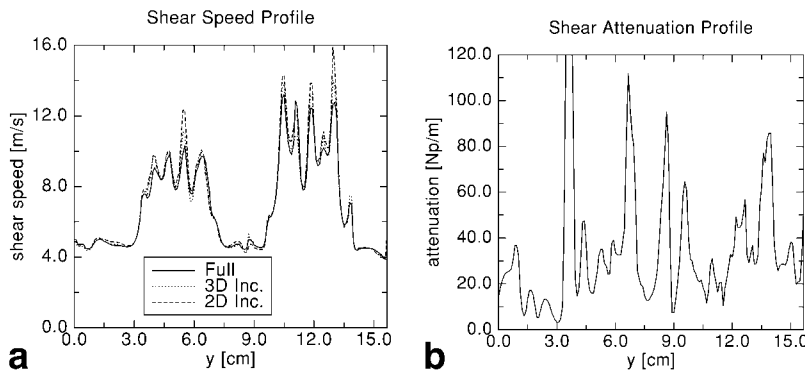 Shear Speed Profile
16.0
12.0
8.0
4.0
0.0
shear speed [m/s]
Full
3D Inc.
2D Inc.
0.0 3.0 6.0 9.0 12.0 15.0
y [cm]
a
Shear Attenuation Profile
120.0
100.0
80.0
60.0
40.0
20.0
0.0
attenuation [Np/m]
0.0 3.0 6.0 9.0 12.0 15.0
y [cm]
b